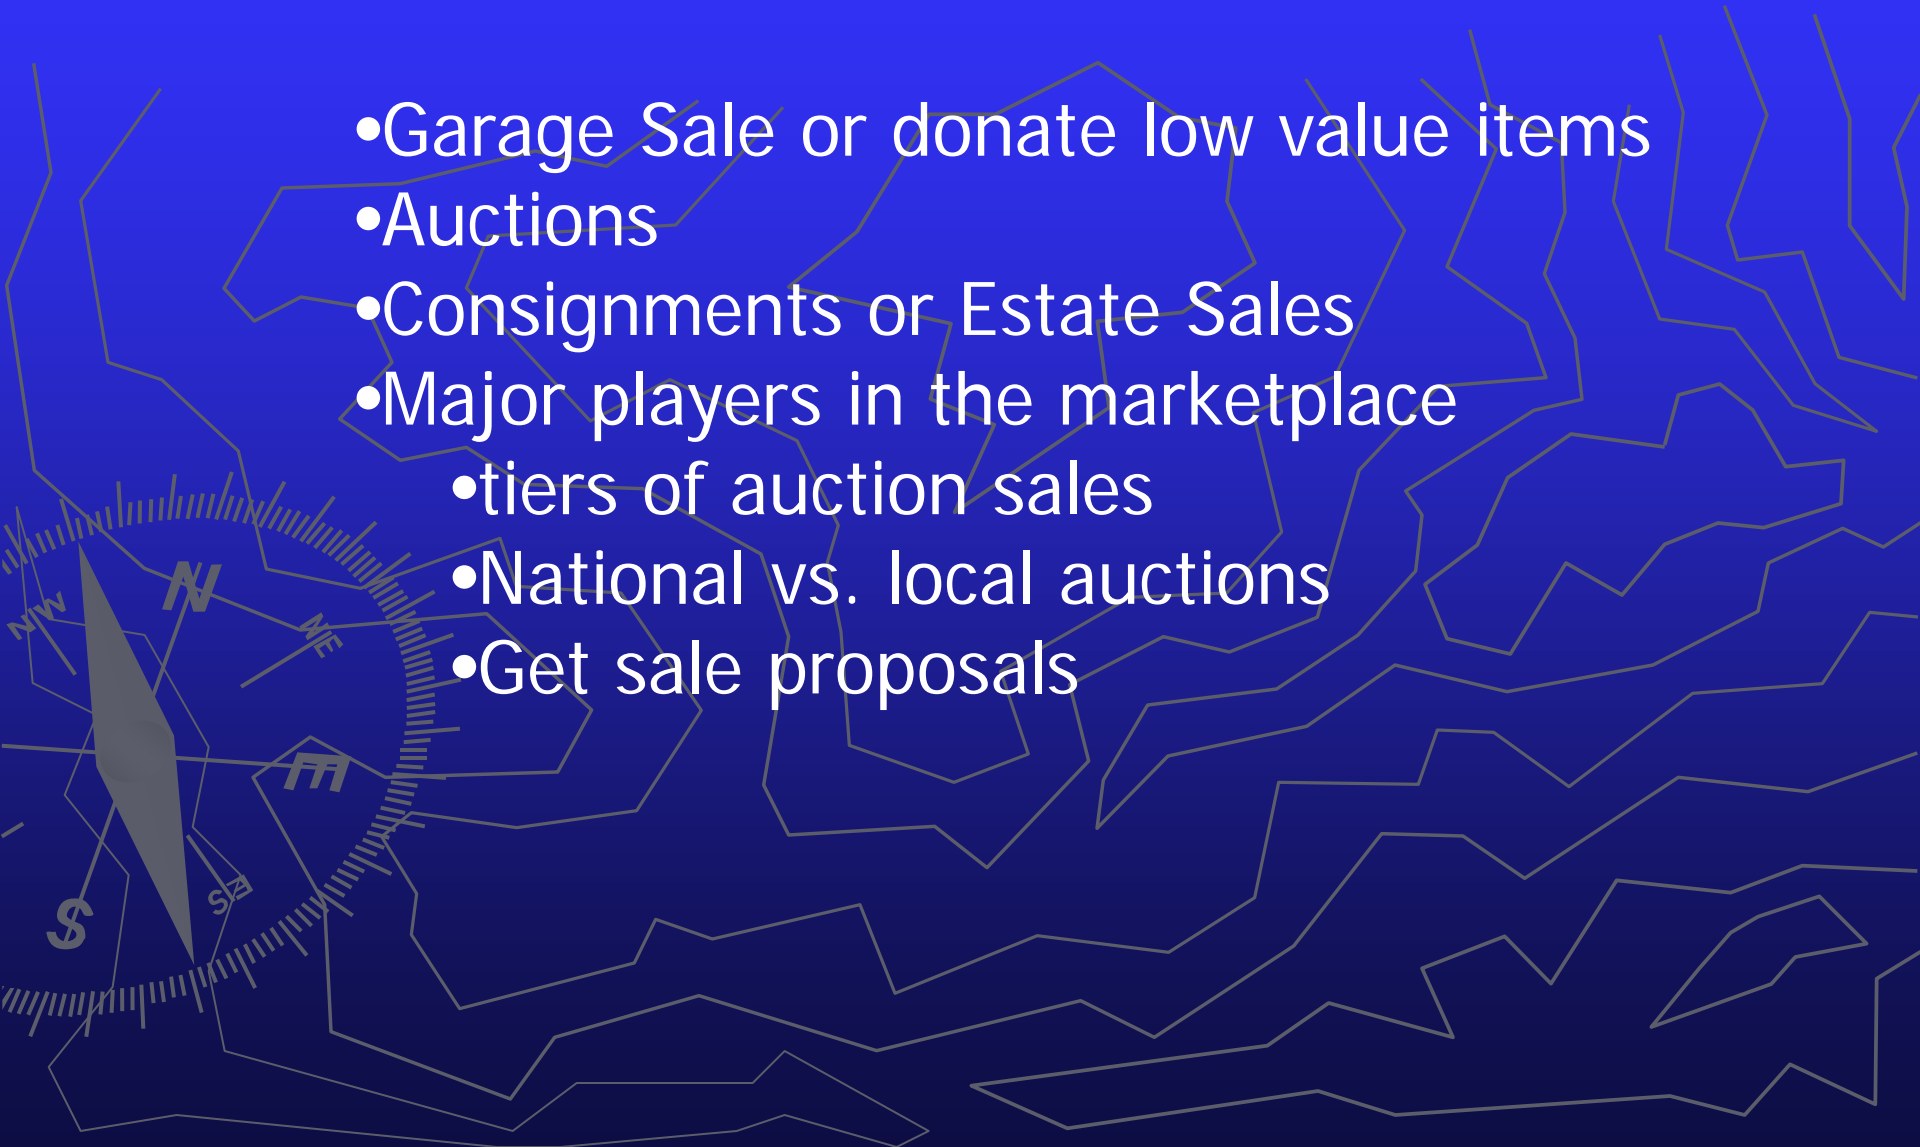 •Garage Sale or donate low value items
•Auctions
•Consignments or Estate Sales
•Major players in the marketplace
•tiers of auction sales
•National vs. local auctions
•Get sale proposals
N
NW
NE
E
SE
S